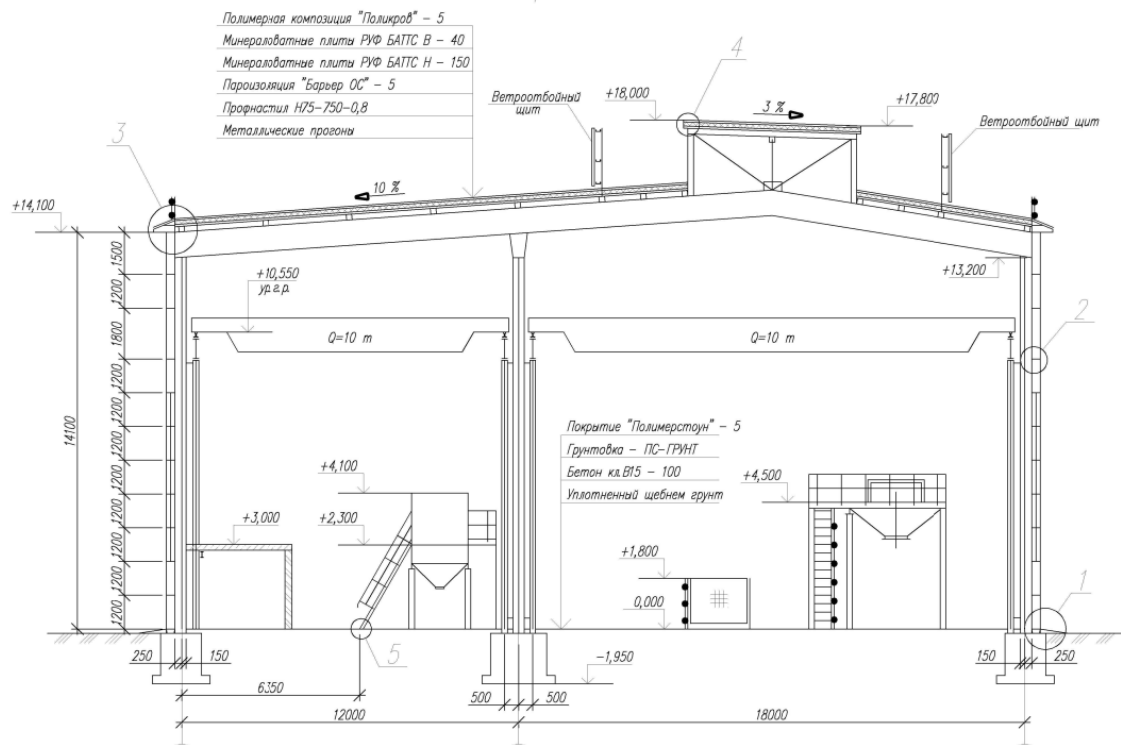 Полимерная композиция "Поликров" - 5
Минераловатные плиты РУФ БАТТС В - 40
Минераловатные плиты РУФ БАТТС Н - 150
Пароизоляция "Барьер ОС" - 5
Профнастил Н75-750-0,8
Металлические прогоны
4
+18,000
3 %
+17,800
Ветроотбойный
щит
Ветроотбойный щит
3
10 %
+14,100
1500
+10,550
ур.г.р.
+13,200
1200
1800
Q=10 т
Q=10 т
2
1200
1200
14100
1200
1200
1200
1200
1200
1200
Покрытие "Полимерстоун" - 5
Грунтовка - ПС-ГРУНТ
Бетон кл.В15 - 100
Уплотненный щебнем грунт
+4,100
+4,500
+3,000
+2,300
+1,800
0,000
1
5
250
150
-1,950
150
250
6350
500
500
12000
18000